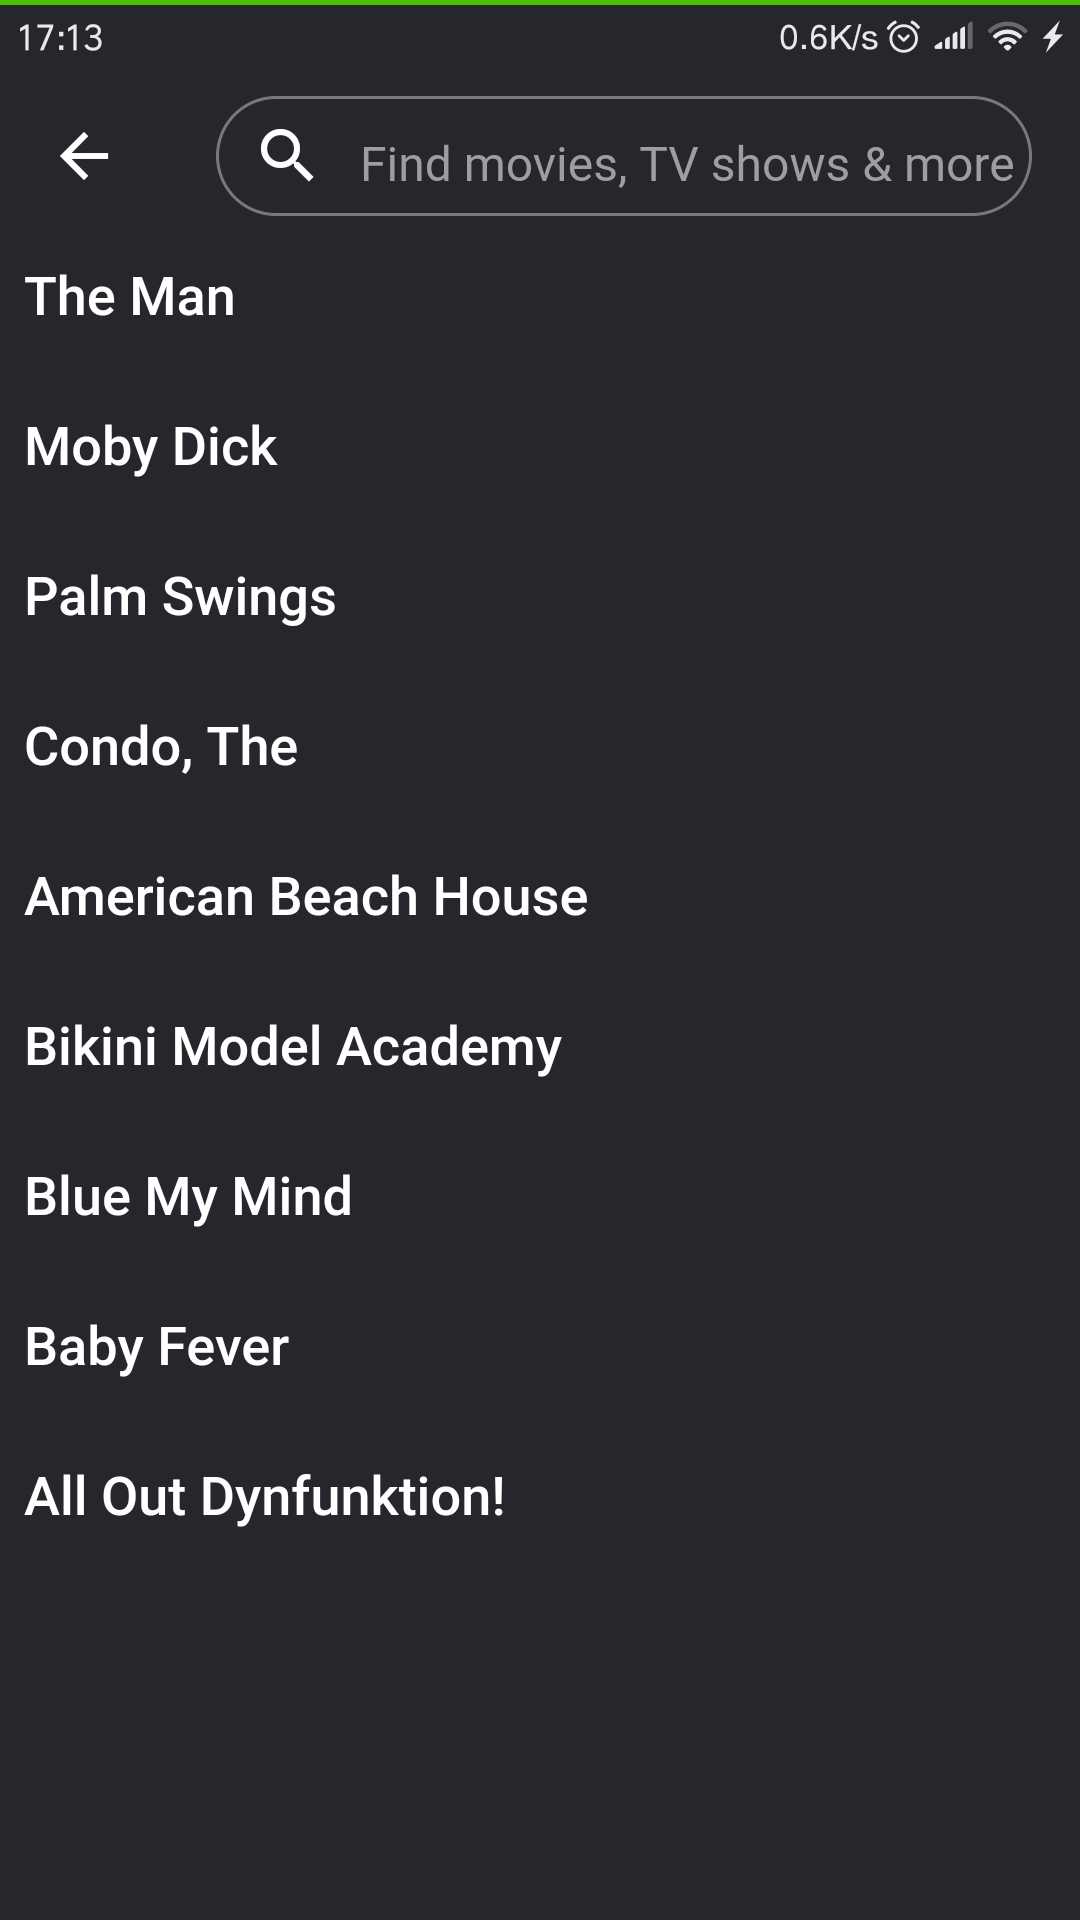 17:13 0.6K/s
Find movies, TV shows & more
The Man
Moby Dick
Palm Swings
Condo, The
American Beach House
Bikini Model Academy
Blue My Mind
Baby Fever
All Out Dynfunktion!